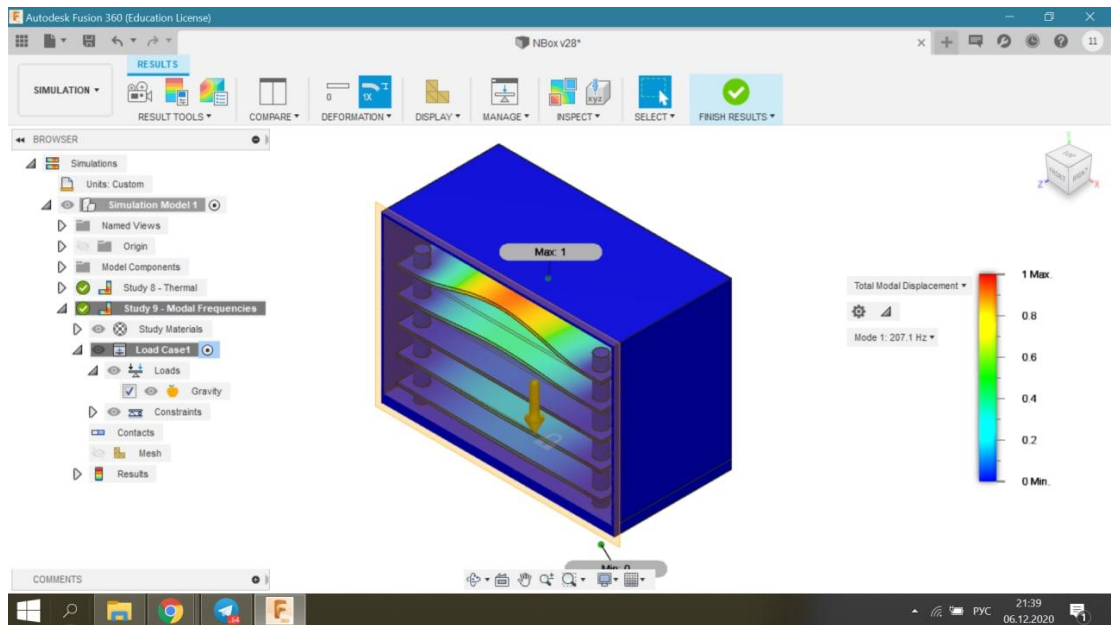 Autodesk Fusion 360 (Education License)
NBox v28*
11
RESULTS
SIMULATION
RESULT TOOLS
COMPARE
DEFORMATION
DISPLAY
MANAGE
INSPECT
SELECT
FINISH RESULTS
BROWSER
Simulations
Units: Custom
Simulation Model 1
Named Views
Origin
Model Components
Study 8 - Thermal
Study 9 - Modal Frequencies
Study Materials
Load Case1
Loads
Gravity
Constraints
Contacts
Mesh
Results
Max: 1
Min: 0
TOP
FRONT
RIGHT
Y
Z
X
Total Modal Displacement
Mode 1: 207.1 Hz
1 Max.
0.8
0.6
0.4
0.2
0 Min.
COMMENTS
РУС
21:39
06.12.2020